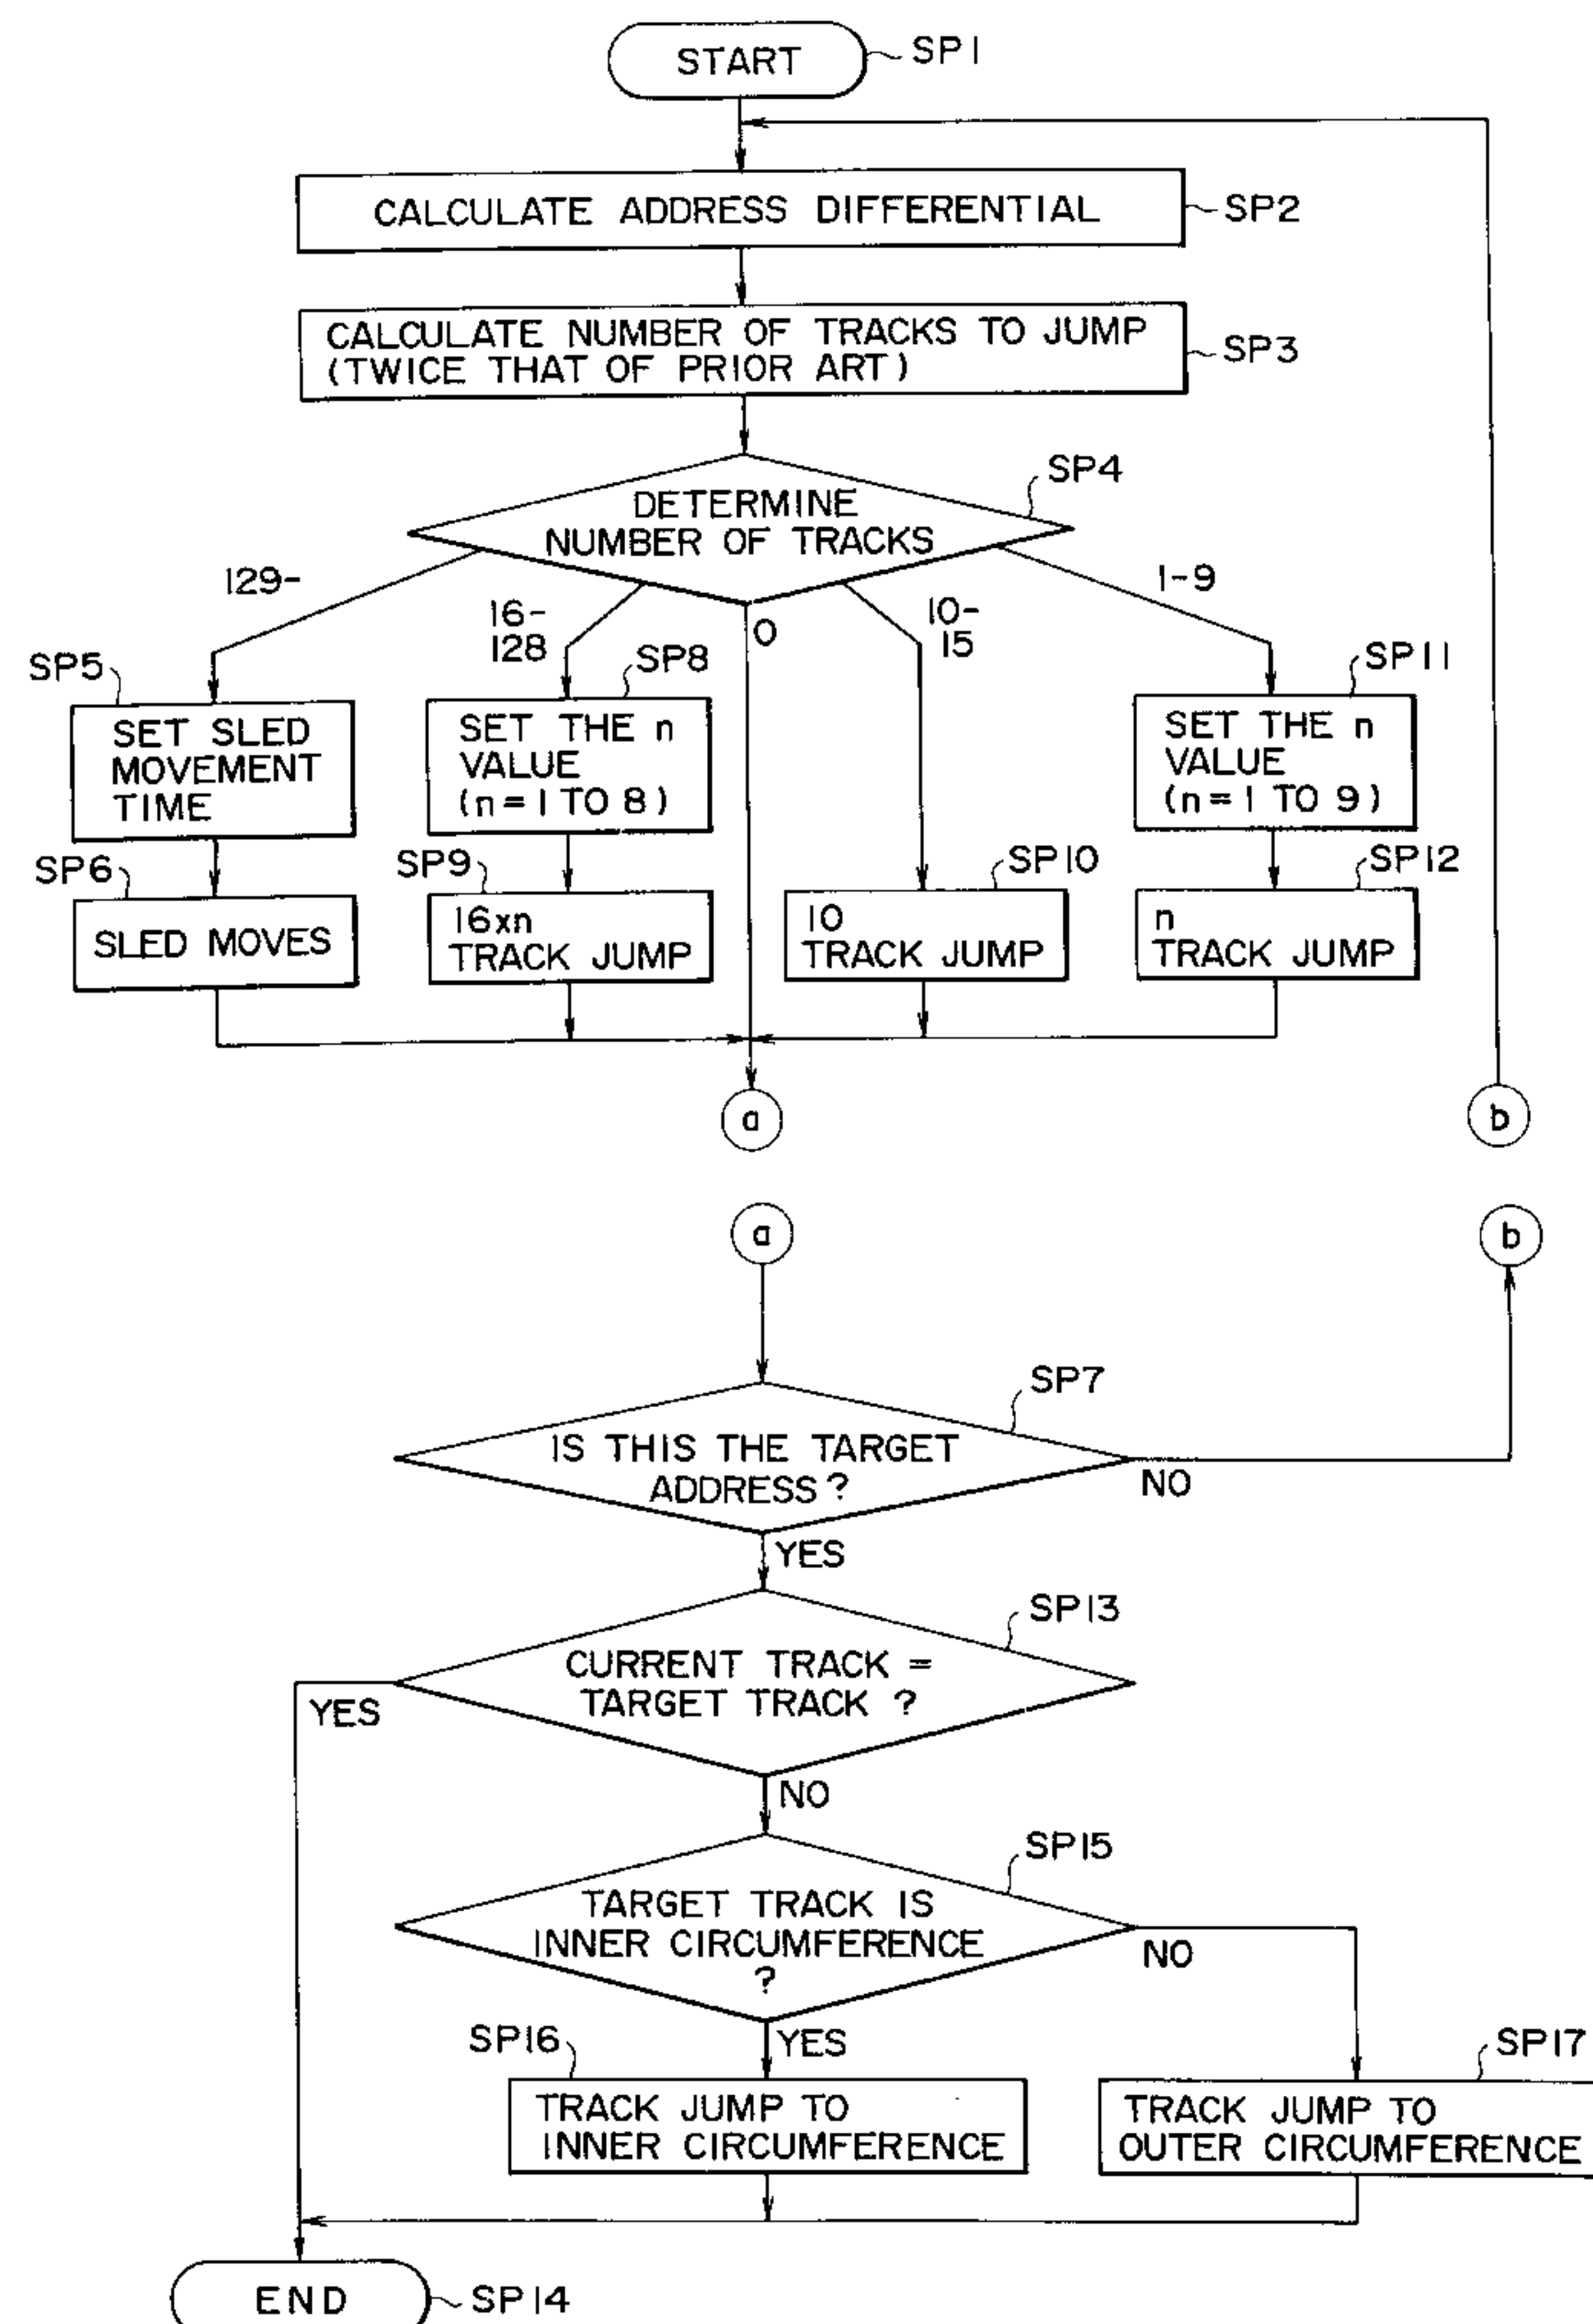 START
SP1
CALCULATE ADDRESS DIFFERENTIAL
SP2
CALCULATE NUMBER OF TRACKS TO JUMP
(TWICE THAT OF PRIOR ART)
SP3
SP4
DETERMINE
NUMBER OF TRACKS
129-
16-
128
0
10-
15
1-9
SP5
SET SLED
MOVEMENT
TIME
SP8
SET THE n
VALUE
(n=1 TO 8)
SP11
SET THE n
VALUE
(n=1 TO 9)
SP6
SLED MOVES
SP9
16xn
TRACK JUMP
SP10
10
TRACK JUMP
SP12
n
TRACK JUMP
a
b
a
b
SP7
IS THIS THE TARGET
ADDRESS?
NO
YES
SP13
CURRENT TRACK =
TARGET TRACK ?
YES
NO
SP15
TARGET TRACK IS
INNER CIRCUMFERENCE
?
NO
YES
SP16
TRACK JUMP TO
INNER CIRCUMFERENCE
SP17
TRACK JUMP TO
OUTER CIRCUMFERENCE
END
SP14